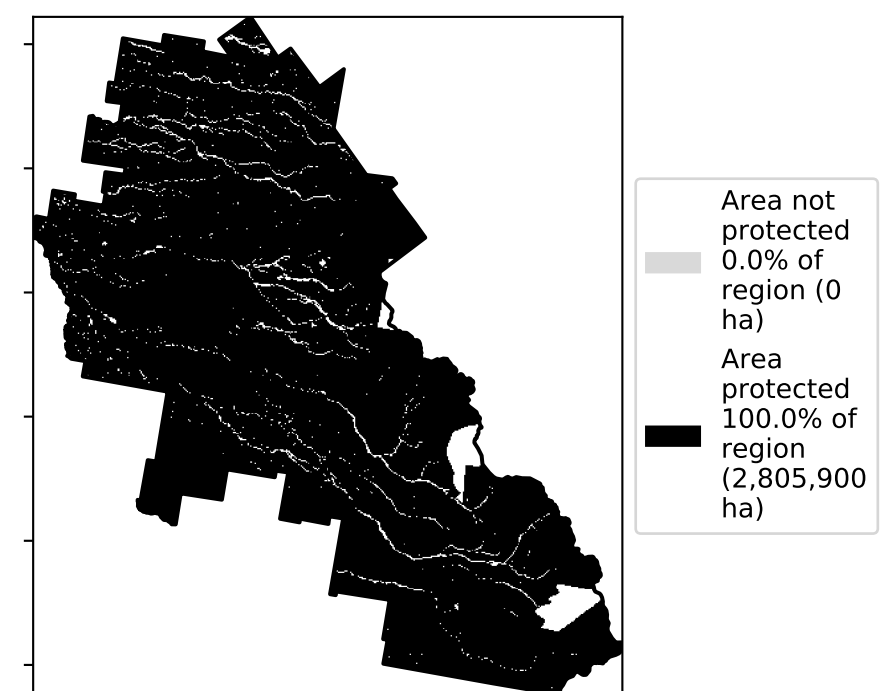 Area not
protected
0.0% of
region (0
ha)
Area
protected
100.0% of
region
(2,805,900
ha)